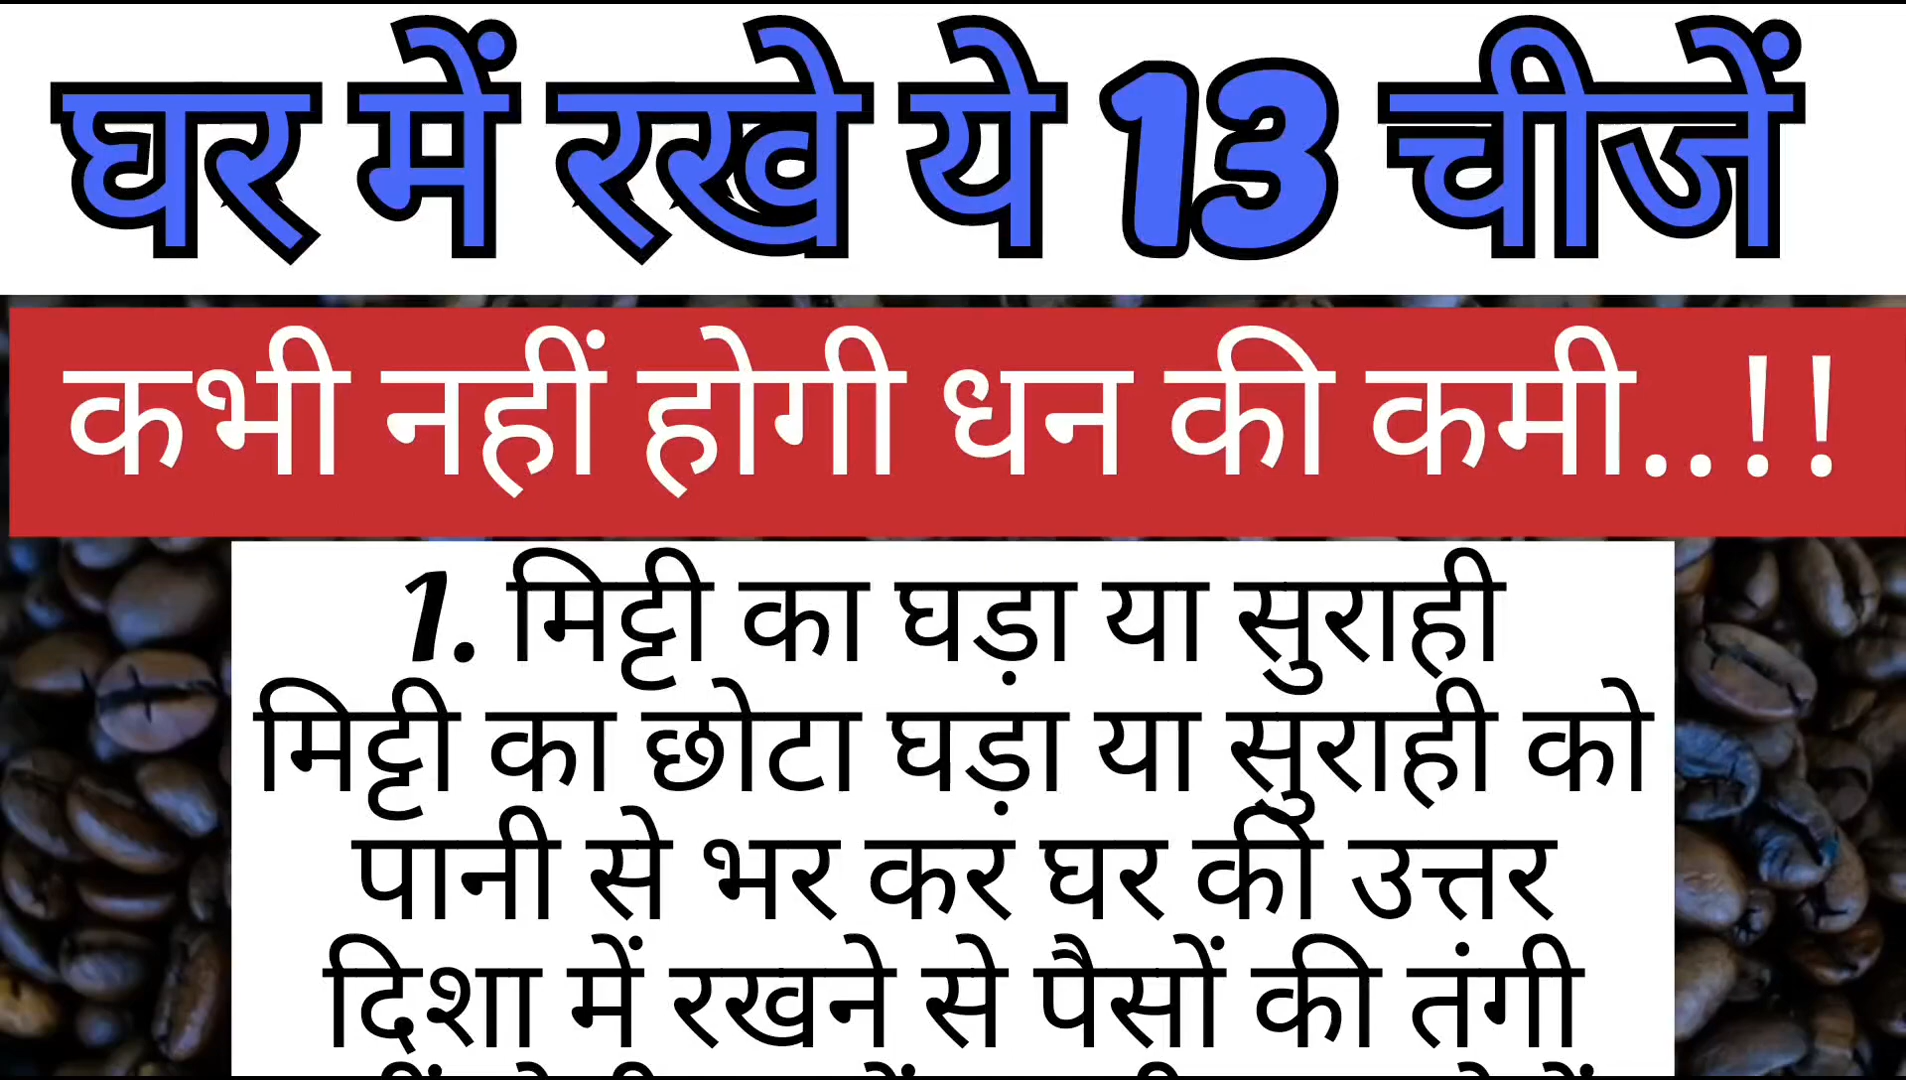 घर में रखे ये 13 चीजें
कभी नहीं होगी धन की कमी..!!
1. मिट्टी का घड़ा या सुराही
मिट्टी का छोटा घड़ा या सुराही को
पानी से भर कर घर की उत्तर
दिशा में रखने से पैसों की तंगी